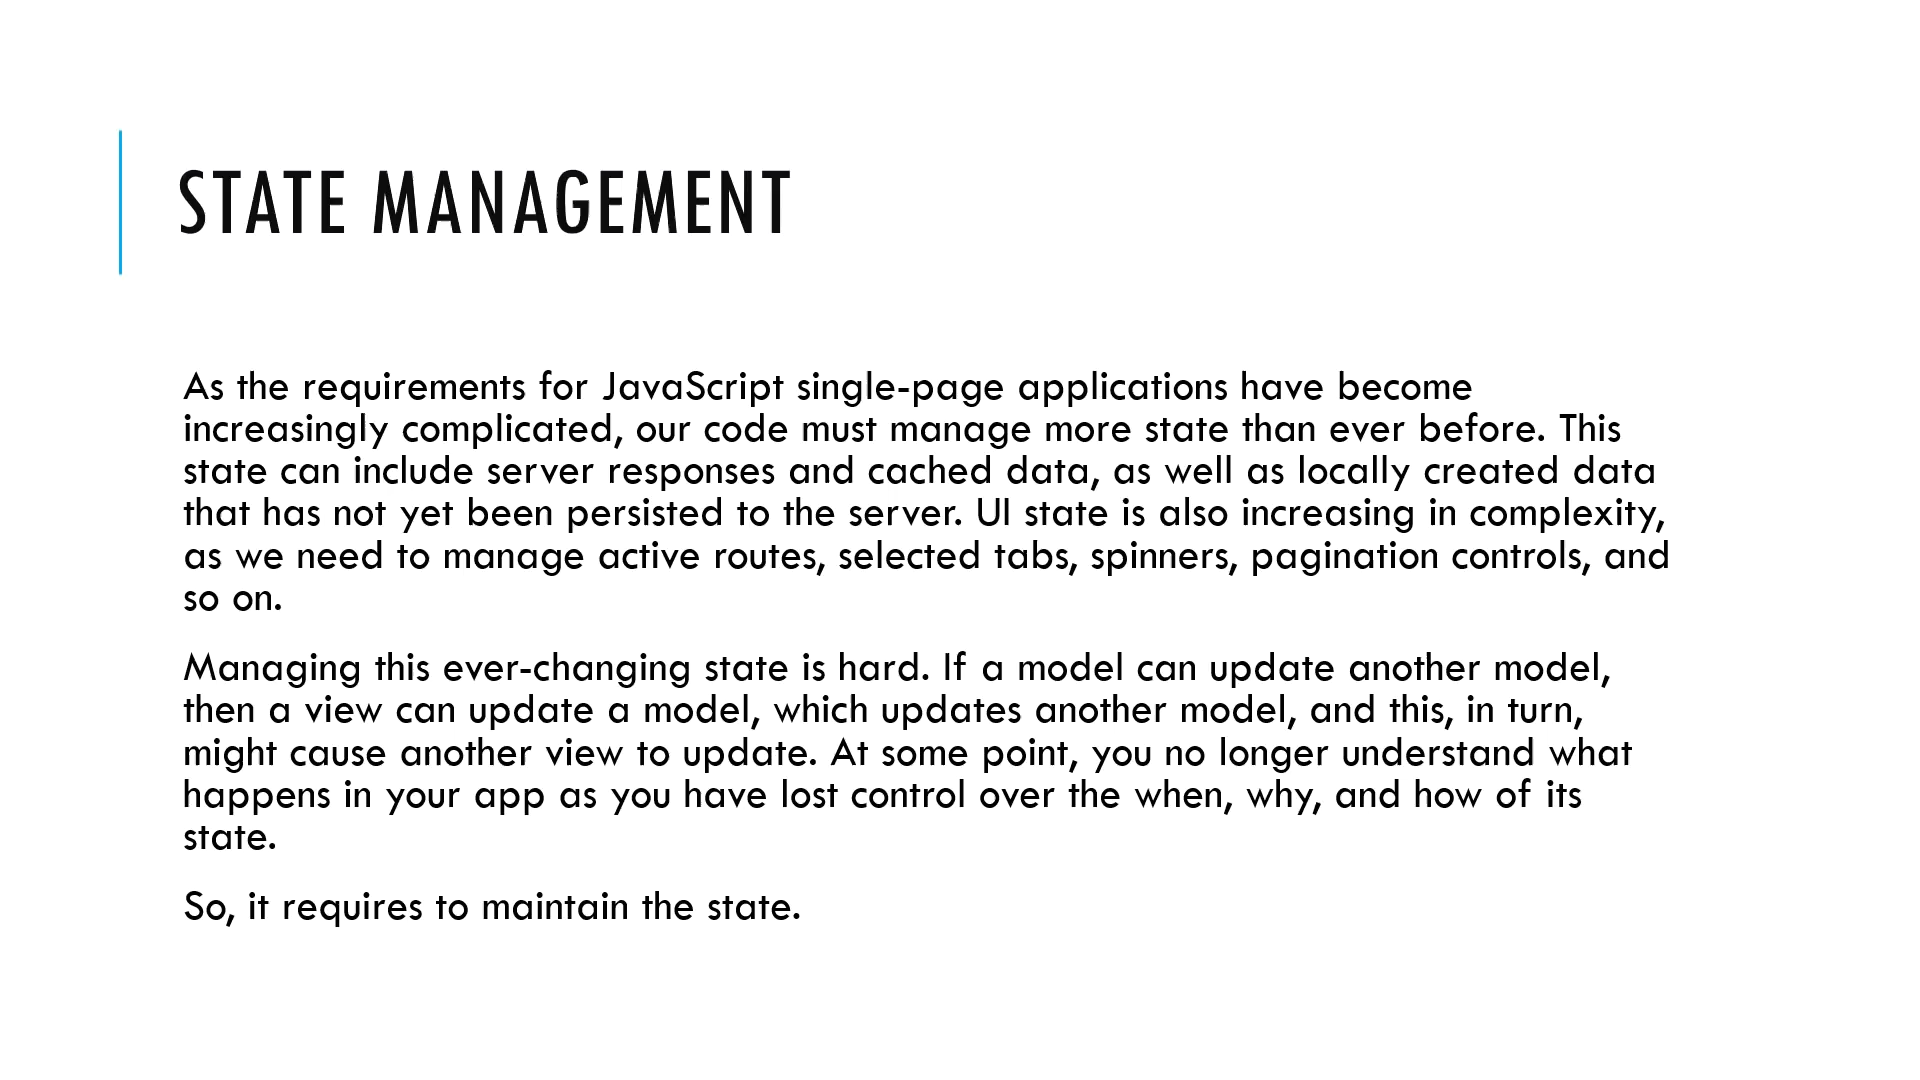 STATE MANAGEMENT
As the requirements for JavaScript single-page applications have become
increasingly complicated, our code must manage more state than ever before. This
state can include server responses and cached data, as well as locally created data
that has not yet been persisted to the server. UI state is also increasing in complexity,
as we need to manage active routes, selected tabs, spinners, pagination controls, and
so on.
Managing this ever-changing state is hard. If a model can update another model,
then a view can update a model, which updates another model, and this, in turn,
might cause another view to update. At some point, you no longer understand what
happens in your app as you have lost control over the when, why, and how of its
state.
So, it requires to maintain the state.